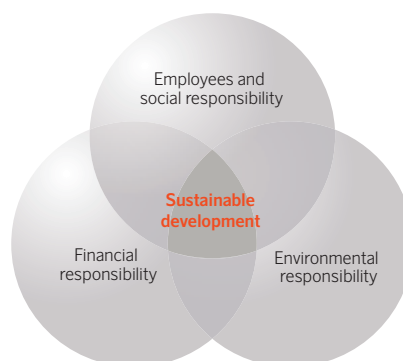 Employees and
social responsibility
Sustainable
development
Financial
responsibility
Environmental
responsibility